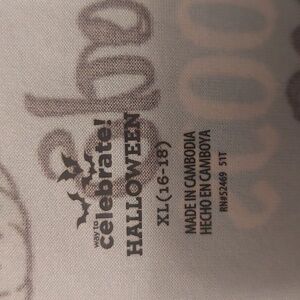 way to
celebrate!
HALLOWEEN
XL(16-18)
MADE IN CAMBODIA
HECHO EN CAMBOYA
RN#52469 51T